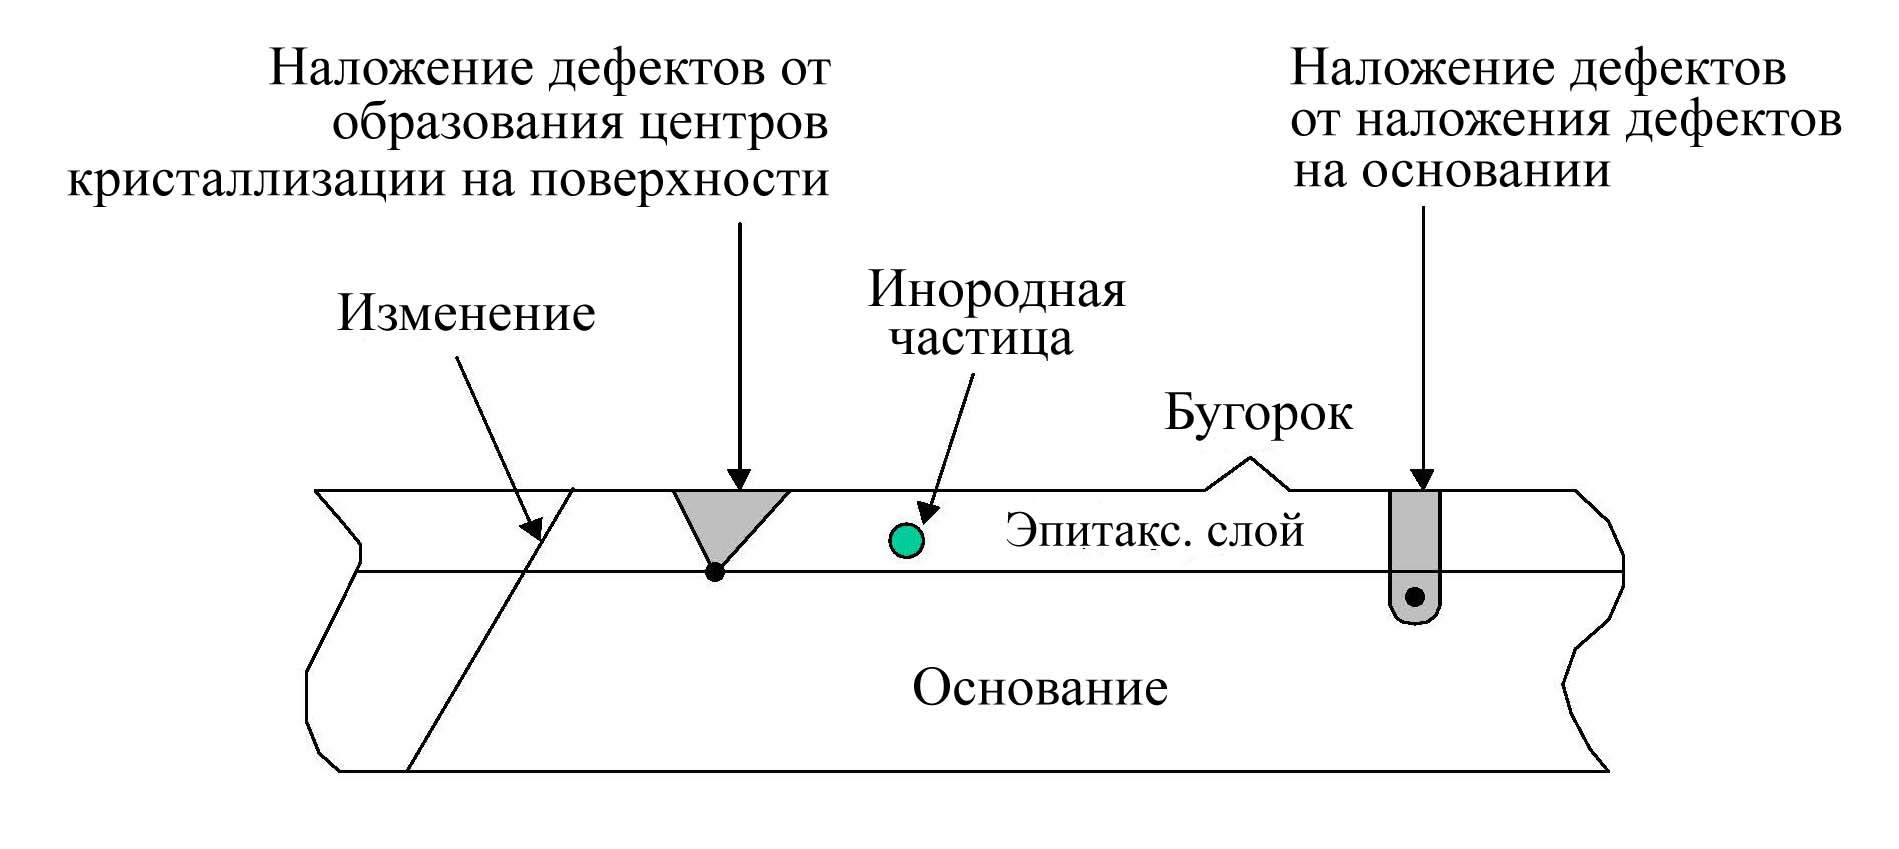 Наложение дефектов от
образования центров
кристаллизации на поверхности
Наложение дефектов
от наложения дефектов
на основании
Изменение
Инородная
частица
Бугорок
Эпитакс. слой
Основание